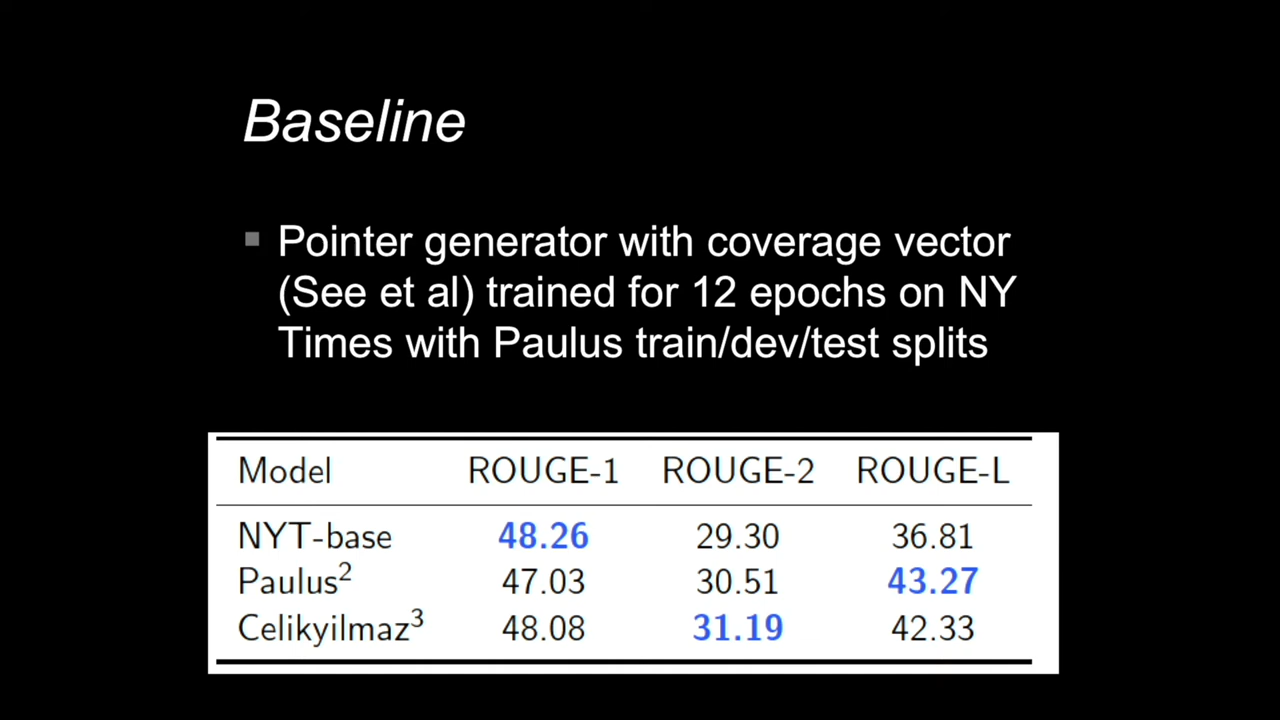 Baseline
▪ Pointer generator with coverage vector
(See et al) trained for 12 epochs on NY
Times with Paulus train/dev/test splits
Model ROUGE-1 ROUGE-2 ROUGE-L
NYT-base 48.26 29.30 36.81
Paulus² 47.03 30.51 43.27
Celikyilmaz³ 48.08 31.19 42.33